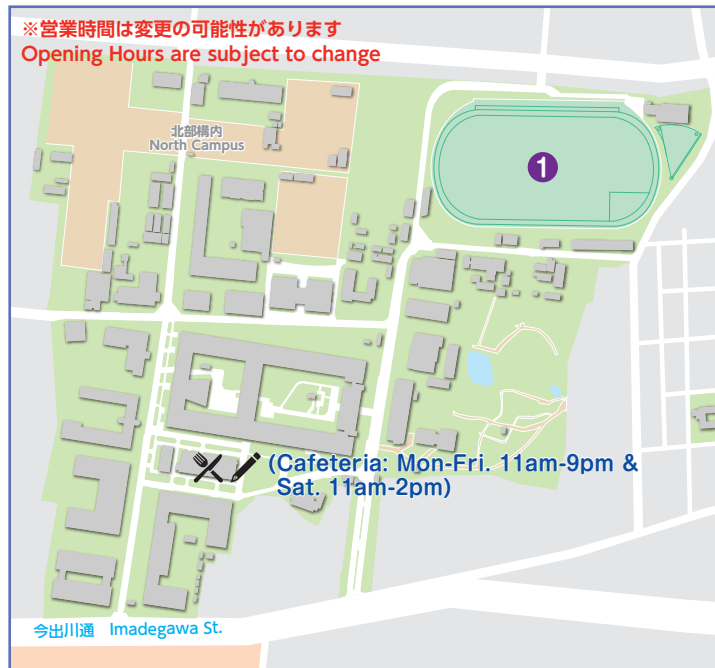 ※営業時間は変更の可能性があります
Opening Hours are subject to change
北部構内
North Campus
1
(Cafeteria: Mon-Fri. 11am-9pm &
Sat. 11am-2pm)
今出川通 Imadegawa St.